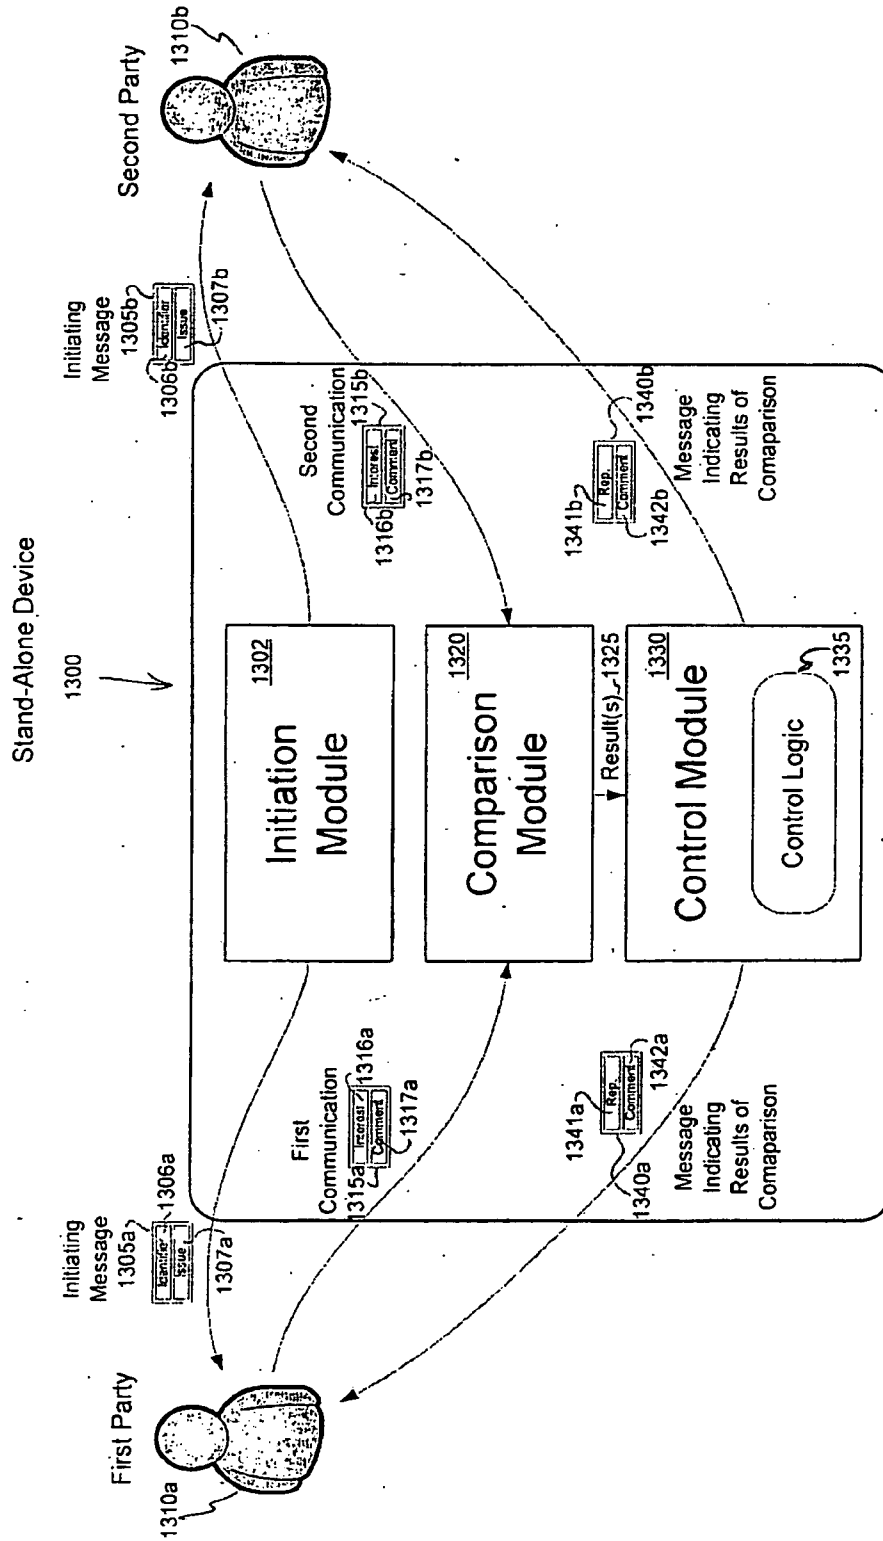 Stand-Alone Device
1300
Initiating
Message
1305a
1306a
Identifier
Issue
1307a
Initiating
Message
1305b
1306b
Identifier
Issue
1307b
First Party
1310a
Second Party
1310b
Initiation
Module
1302
First
Communication
1315a
Interest
1316a
Comment
1317a
Second
Communication
1315b
Interest
1316b
Comment
1317b
Comparison
Module
1320
Result(s)
1325
Control Module
1330
Control Logic
1335
1341a
Rep.
Comment
1342a
1340a
Message
Indicating
Results of
Comaparison
1341b
Rep.
Comment
1342b
1340b
Message
Indicating
Results of
Comaparison